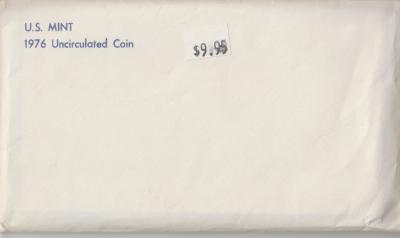 U.S. MINT
1976 Uncirculated Coin
$9.95